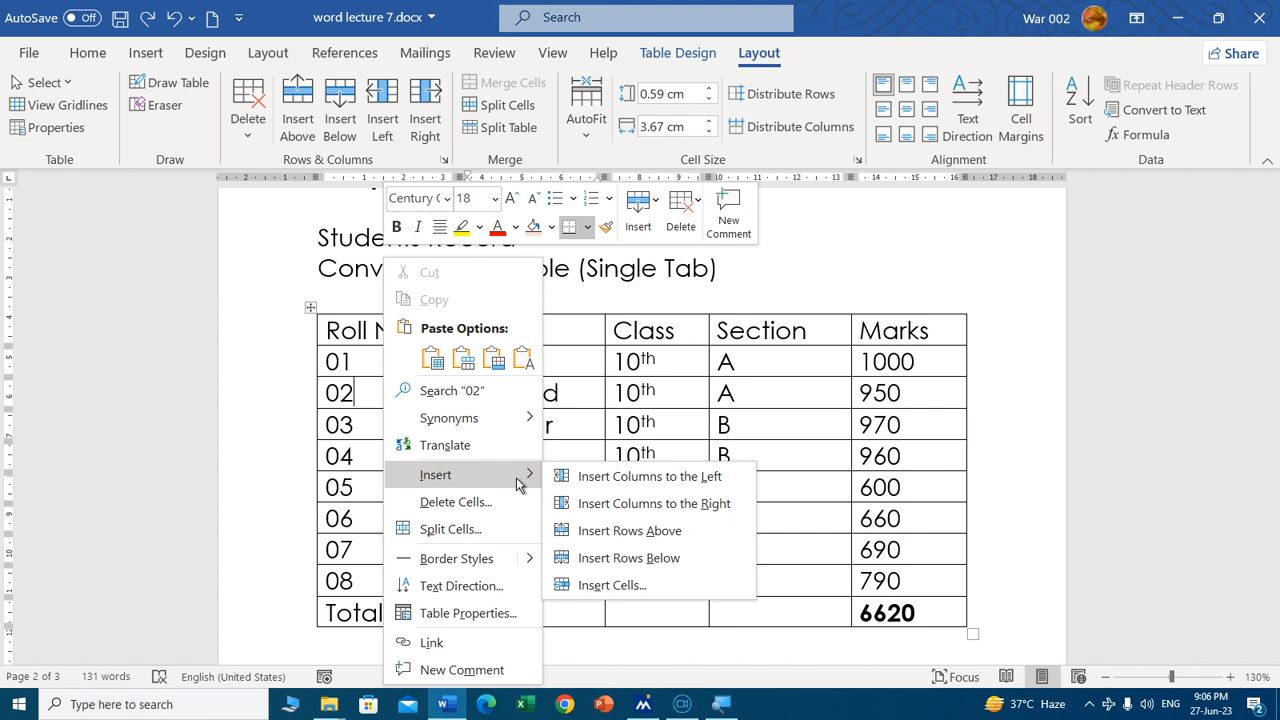 AutoSave Off word lecture 7.docx Search War 002
File Home Insert Design Layout References Mailings Review View Help Table Design Layout Share
Select Draw Table Merge Cells 0.59 cm Distribute Rows Repeat Header Rows
View Gridlines Eraser Delete Insert Above Insert Below Insert Left Insert Right Split Cells AutoFit Text Direction Cell Margins Sort Convert to Text
Properties Split Table 3.67 cm Distribute Columns Formula
Table Draw Rows & Columns Merge Cell Size Alignment Data
Century 18 Insert Delete New Comment
B I A
Students Record
Conv ble (Single Tab)
Roll N Class Section Marks
01 10th A 1000
02 d 10th A 950
03 r 10th B 970
04 10th B 960
05 600
06 660
07 690
08 790
Total 6620
Cut
Copy
Paste Options:
Search "02"
Synonyms
Translate
Insert
Delete Cells...
Split Cells...
Border Styles
Text Direction...
Table Properties...
Link
New Comment
Insert Columns to the Left
Insert Columns to the Right
Insert Rows Above
Insert Rows Below
Insert Cells...
Page 2 of 3 131 words English (United States) Focus 130%
Type here to search 37°C Haze ENG 9:06 PM
27-Jun-23